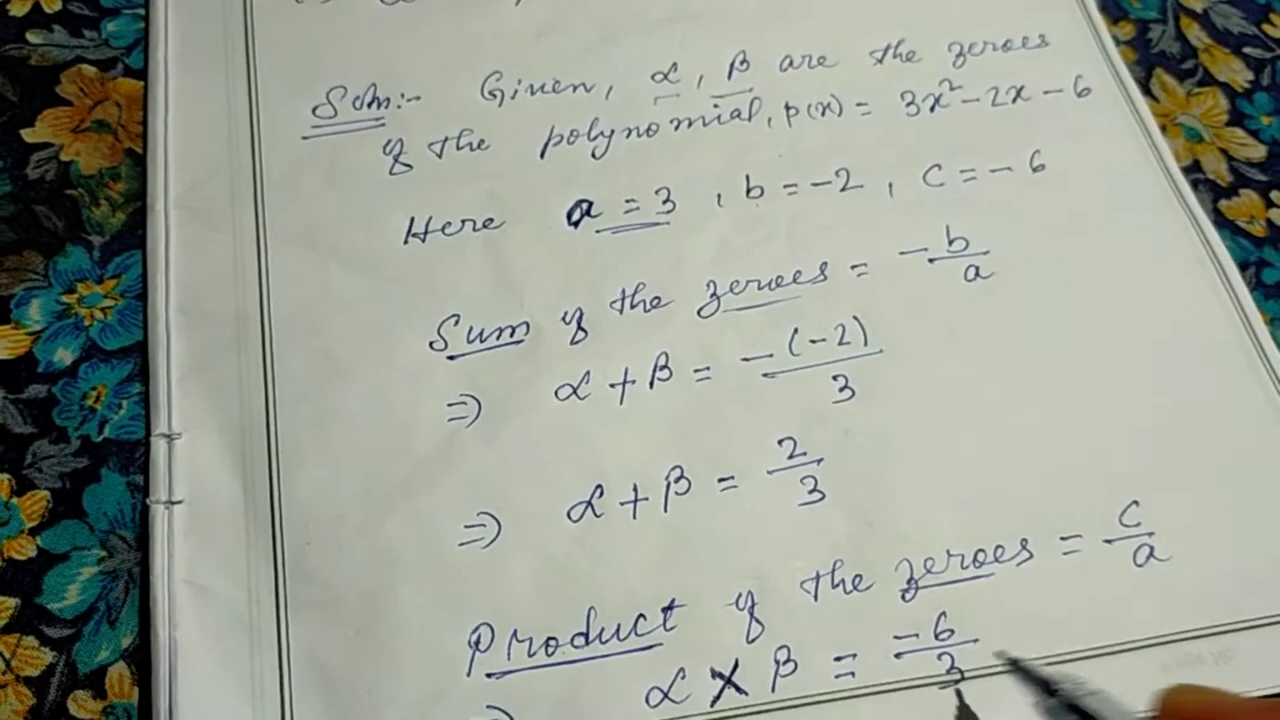 Soln:- Given, α, β are the zeroes
of the polynomial, p(x) = 3x² - 2x - 6
Here a = 3, b = -2, c = -6
Sum of the zeroes = -b/a
⇒ α + β = -(-2)/3
⇒ α + β = 2/3
Product of the zeroes = c/a
⇒ α × β = -6/3